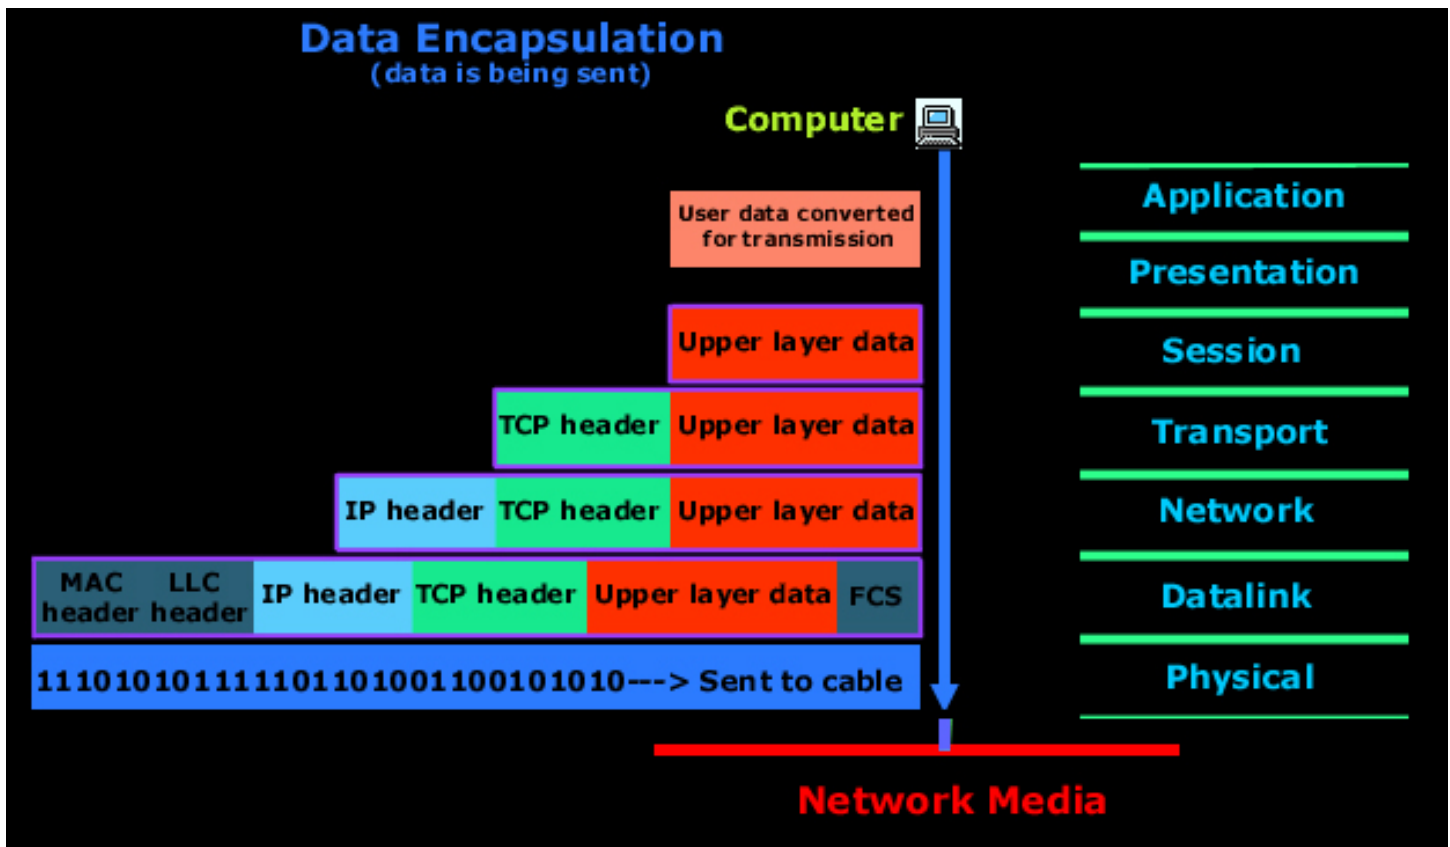 Data Encapsulation
(data is being sent)
Computer
User data converted
for transmission
Upper layer data
TCP header Upper layer data
IP header TCP header Upper layer data
MAC header LLC header IP header TCP header Upper layer data FCS
11101010111110110100110010​1010---> Sent to cable
Application
Presentation
Session
Transport
Network
Datalink
Physical
Network Media